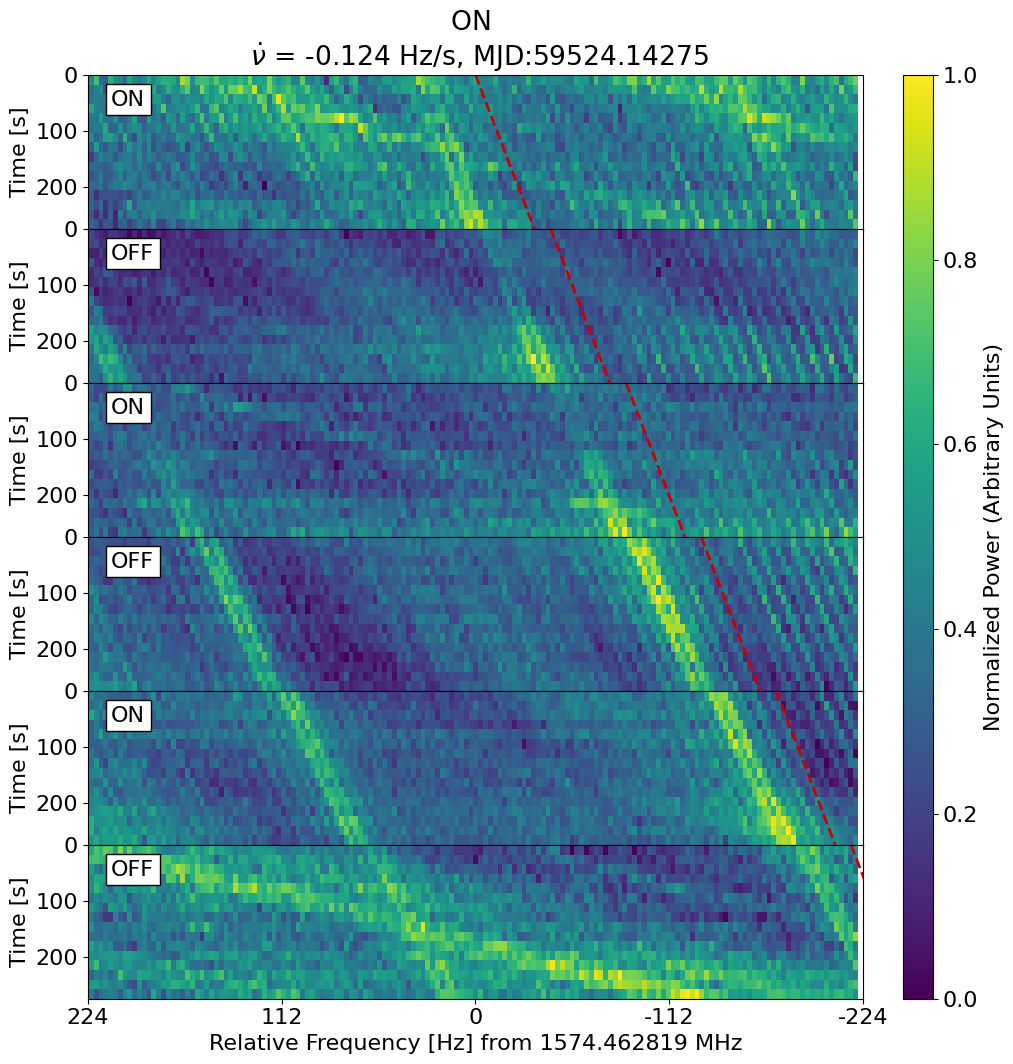 ON
ν̇ = -0.124 Hz/s, MJD:59524.14275
0
ON
100
Time [s]
200
0
OFF
100
Time [s]
200
0
ON
100
Time [s]
200
0
OFF
100
Time [s]
200
0
ON
100
Time [s]
200
0
OFF
100
Time [s]
200
224 112 0 -112 -224
Relative Frequency [Hz] from 1574.462819 MHz
1.0
0.8
0.6
0.4
0.2
0.0
Normalized Power (Arbitrary Units)